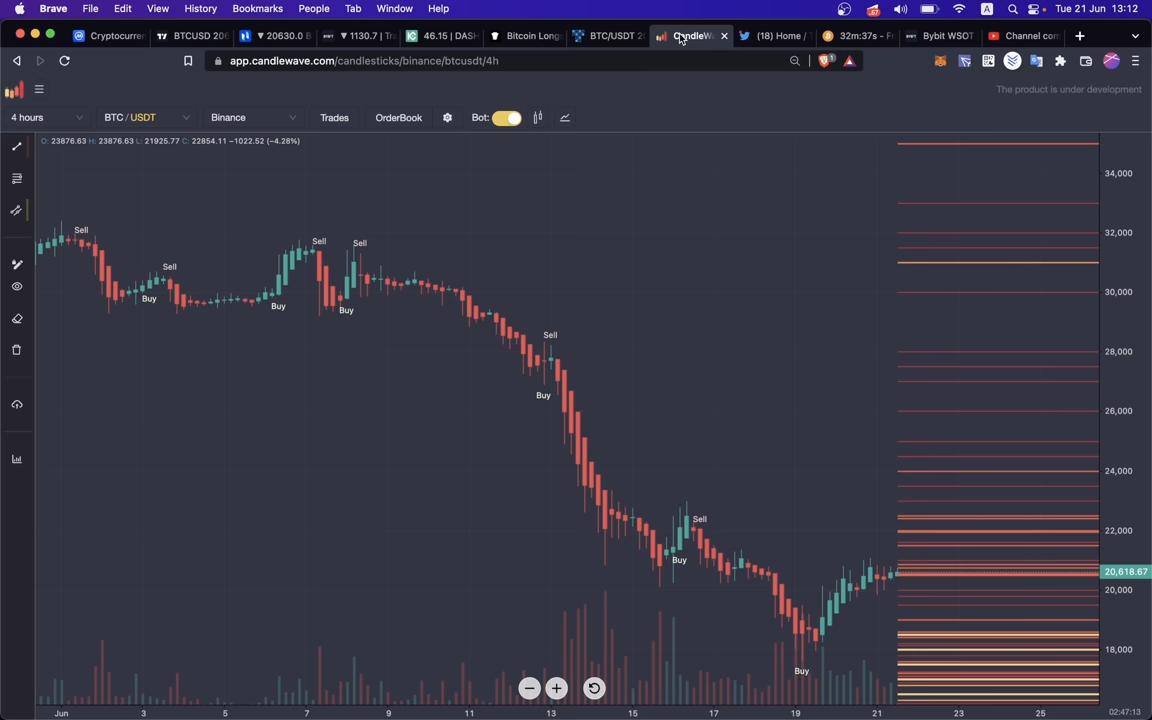 Brave File Edit View History Bookmarks People Tab Window Help Tue 21 Jun 13:12
Cryptocurren BTCUSD 206 ▼ 20630.0 B ▼ 1130.7 | Tra 46.15 | DASH Bitcoin Long BTC/USDT 20 CandleWa (18) Home / 32m:37s - Fr Bybit WSOT Channel con
app.candlewave.com/candlesticks/binance/btcusdt/4h
The product is under development
4 hours BTC / USDT Binance Trades OrderBook Bot:
O: 23876.63 H: 23876.63 L: 21925.77 C: 22854.11 −1022.52 (−4.28%)
34,000
Sell
32,000
Sell
Sell
Sell
30,000
Buy
Buy
Buy
Sell
28,000
Buy
26,000
24,000
Sell
22,000
Buy
20,618.67
20,000
18,000
Buy
Jun 3 5 7 9 11 13 15 17 19 21 23 25 02:47:13